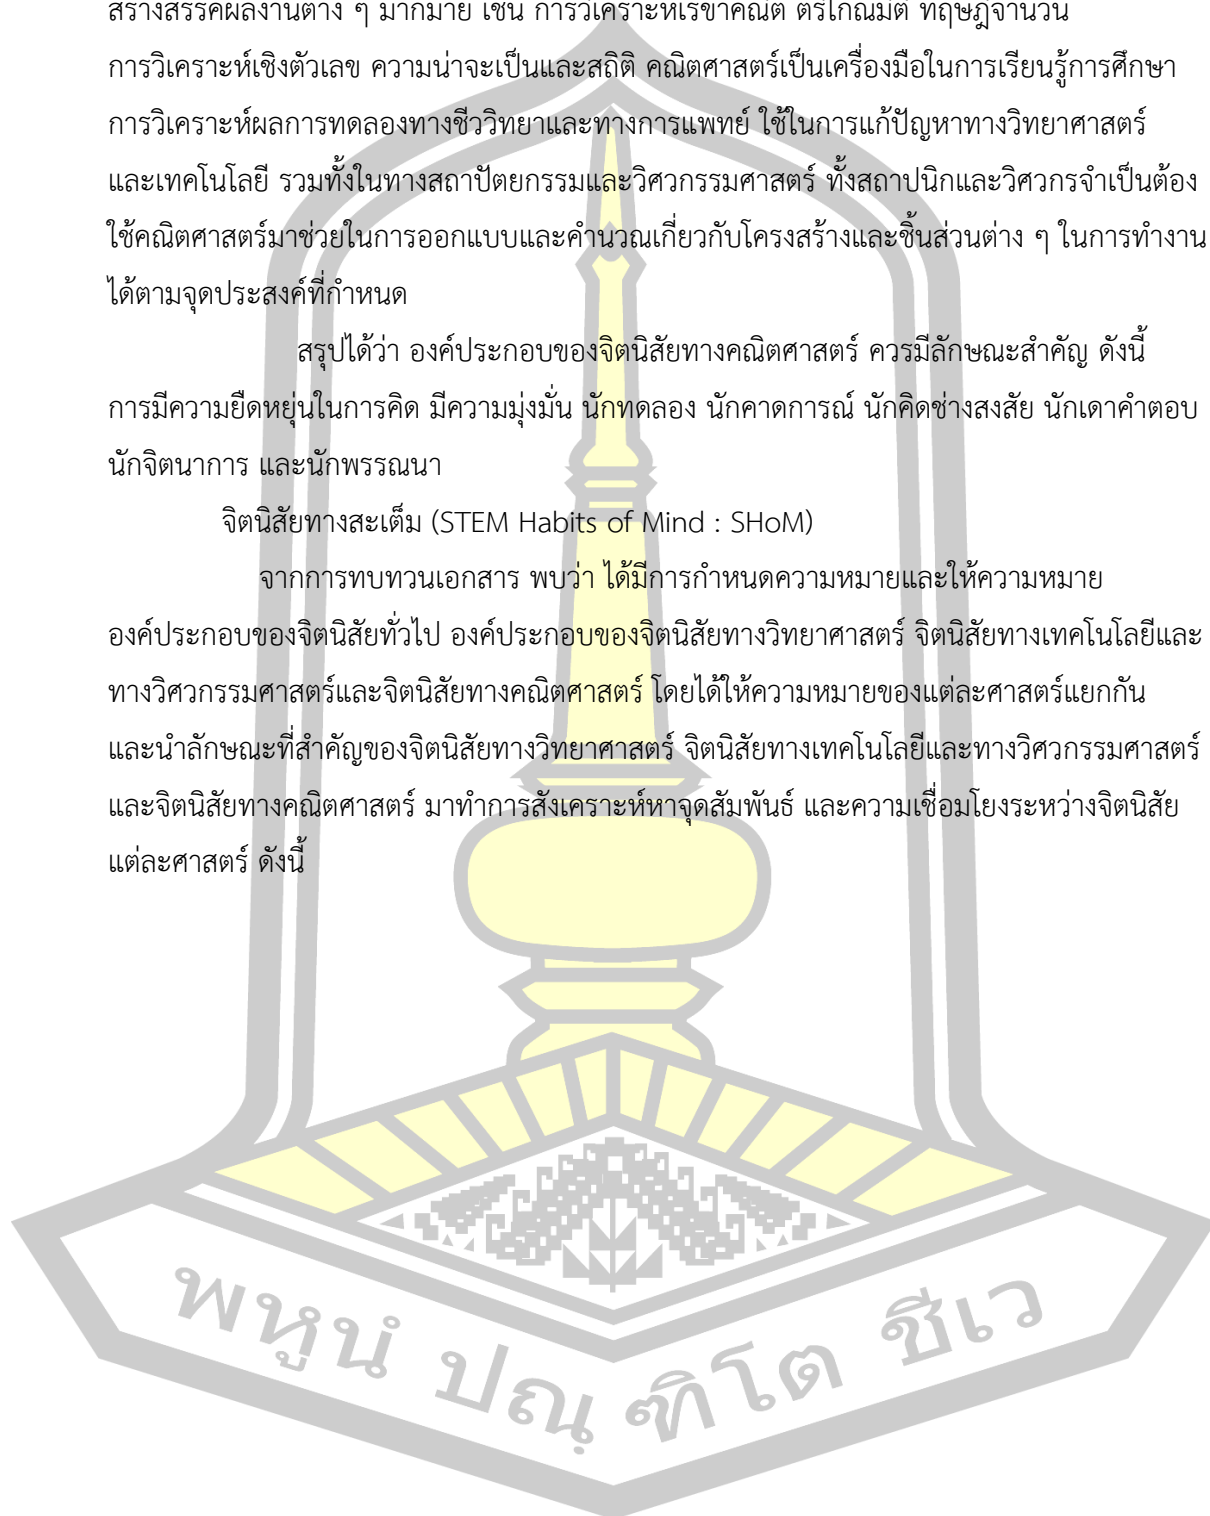 สร้างสรรค์ผลงานต่าง ๆ มากมาย เช่น การวิเคราะห์เรขาคณิต ตรีโกณมิติ ทฤษฎีจำนวน
การวิเคราะห์เชิงตัวเลข ความน่าจะเป็นและสถิติ คณิตศาสตร์เป็นเครื่องมือในการเรียนรู้การศึกษา
การวิเคราะห์ผลการทดลองทางชีววิทยาและทางการแพทย์ ใช้ในการแก้ปัญหาทางวิทยาศาสตร์
และเทคโนโลยี รวมทั้งในทางสถาปัตยกรรมและวิศวกรรมศาสตร์ ทั้งสถาปนิกและวิศวกรจำเป็นต้อง
ใช้คณิตศาสตร์มาช่วยในการออกแบบและคำนวณเกี่ยวกับโครงสร้างและชิ้นส่วนต่าง ๆ ในการทำงาน
ได้ตามจุดประสงค์ที่กำหนด
สรุปได้ว่า องค์ประกอบของจิตนิสัยทางคณิตศาสตร์ ควรมีลักษณะสำคัญ ดังนี้
การมีความยืดหยุ่นในการคิด มีความมุ่งมั่น นักทดลอง นักคาดการณ์ นักคิดช่างสงสัย นักเดาคำตอบ
นักจิตนาการ และนักพรรณนา
จิตนิสัยทางสะเต็ม (STEM Habits of Mind : SHoM)
จากการทบทวนเอกสาร พบว่า ได้มีการกำหนดความหมายและให้ความหมาย
องค์ประกอบของจิตนิสัยทั่วไป องค์ประกอบของจิตนิสัยทางวิทยาศาสตร์ จิตนิสัยทางเทคโนโลยีและ
ทางวิศวกรรมศาสตร์และจิตนิสัยทางคณิตศาสตร์ โดยได้ให้ความหมายของแต่ละศาสตร์แยกกัน
และนำลักษณะที่สำคัญของจิตนิสัยทางวิทยาศาสตร์ จิตนิสัยทางเทคโนโลยีและทางวิศวกรรมศาสตร์
และจิตนิสัยทางคณิตศาสตร์ มาทำการสังเคราะห์หาจุดสัมพันธ์ และความเชื่อมโยงระหว่างจิตนิสัย
แต่ละศาสตร์ ดังนี้
พหูนํ ปณฺฑิโต ชีเว